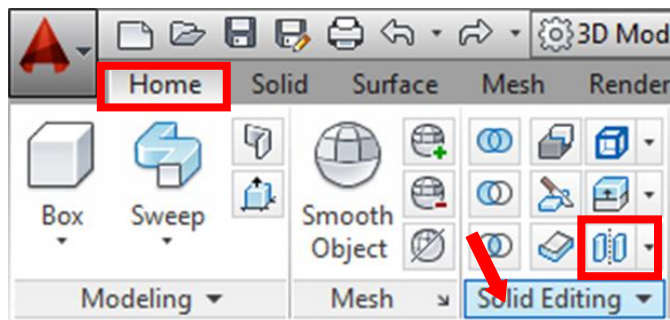 3D Mod
Home Solid Surface Mesh Render
Box Sweep Smooth
Object
Modeling Mesh Solid Editing